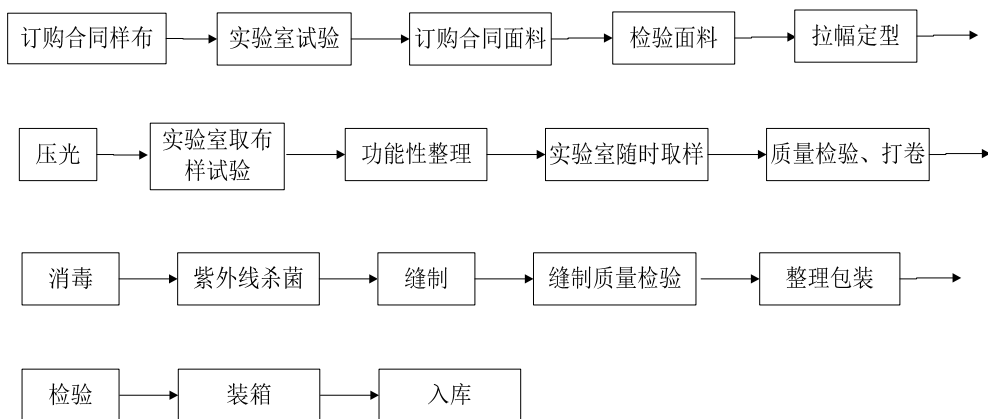 订购合同样布
实验室试验
订购合同面料
检验面料
拉幅定型
压光
实验室取布
样试验
功能性整理
实验室随时取样
质量检验、打卷
消毒
紫外线杀菌
缝制
缝制质量检验
整理包装
检验
装箱
入库